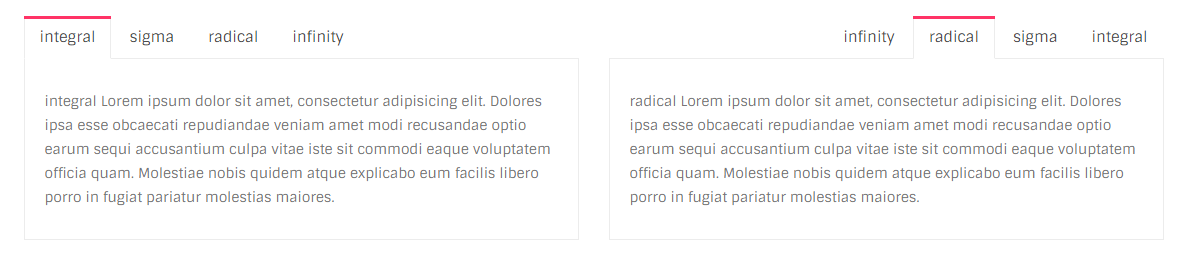 integral sigma radical infinity
integral Lorem ipsum dolor sit amet, consectetur adipisicing elit. Dolores
ipsa esse obcaecati repudiandae veniam amet modi recusandae optio
earum sequi accusantium culpa vitae iste sit commodi eaque voluptatem
officia quam. Molestiae nobis quidem atque explicabo eum facilis libero
porro in fugiat pariatur molestias maiores.
infinity radical sigma integral
radical Lorem ipsum dolor sit amet, consectetur adipisicing elit. Dolores
ipsa esse obcaecati repudiandae veniam amet modi recusandae optio
earum sequi accusantium culpa vitae iste sit commodi eaque voluptatem
officia quam. Molestiae nobis quidem atque explicabo eum facilis libero
porro in fugiat pariatur molestias maiores.